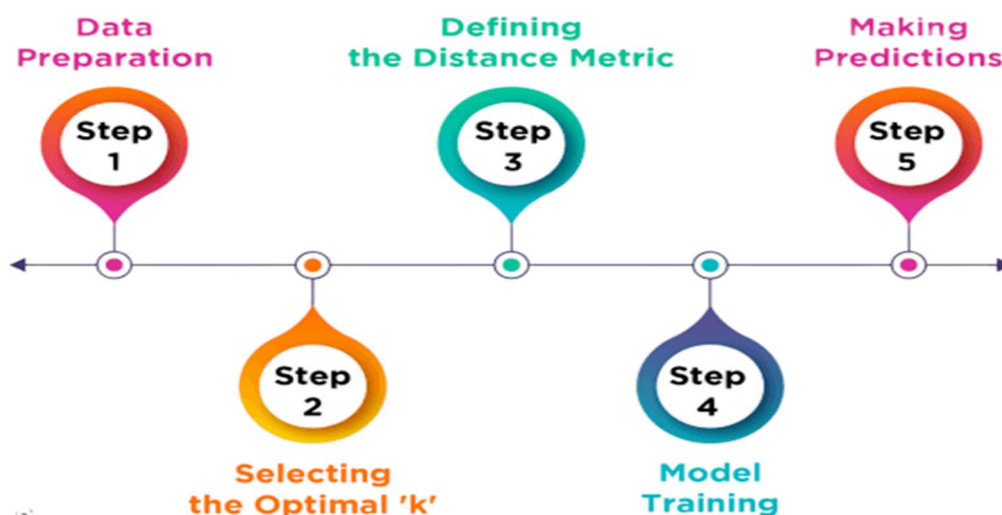 Data
Preparation
Step
1
Step
2
Selecting
the Optimal 'k'
Defining
the Distance Metric
Step
3
Step
4
Model
Training
Making
Predictions
Step
5